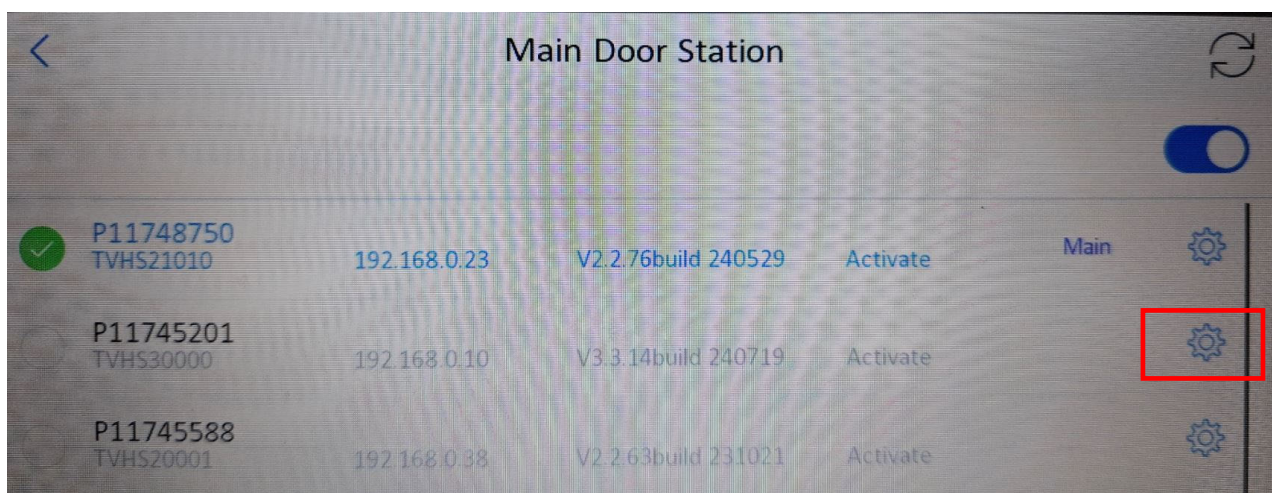 Main Door Station
P11748750
TVHS21010 192.168.0.23 V2.2.76build 240529 Activate Main
P11745201
TVHS30000 192.168.0.10 V3.3.14build 240719 Activate
P11745588
TVHS20001 192.168.0.38 V2.2.63build 231021 Activate